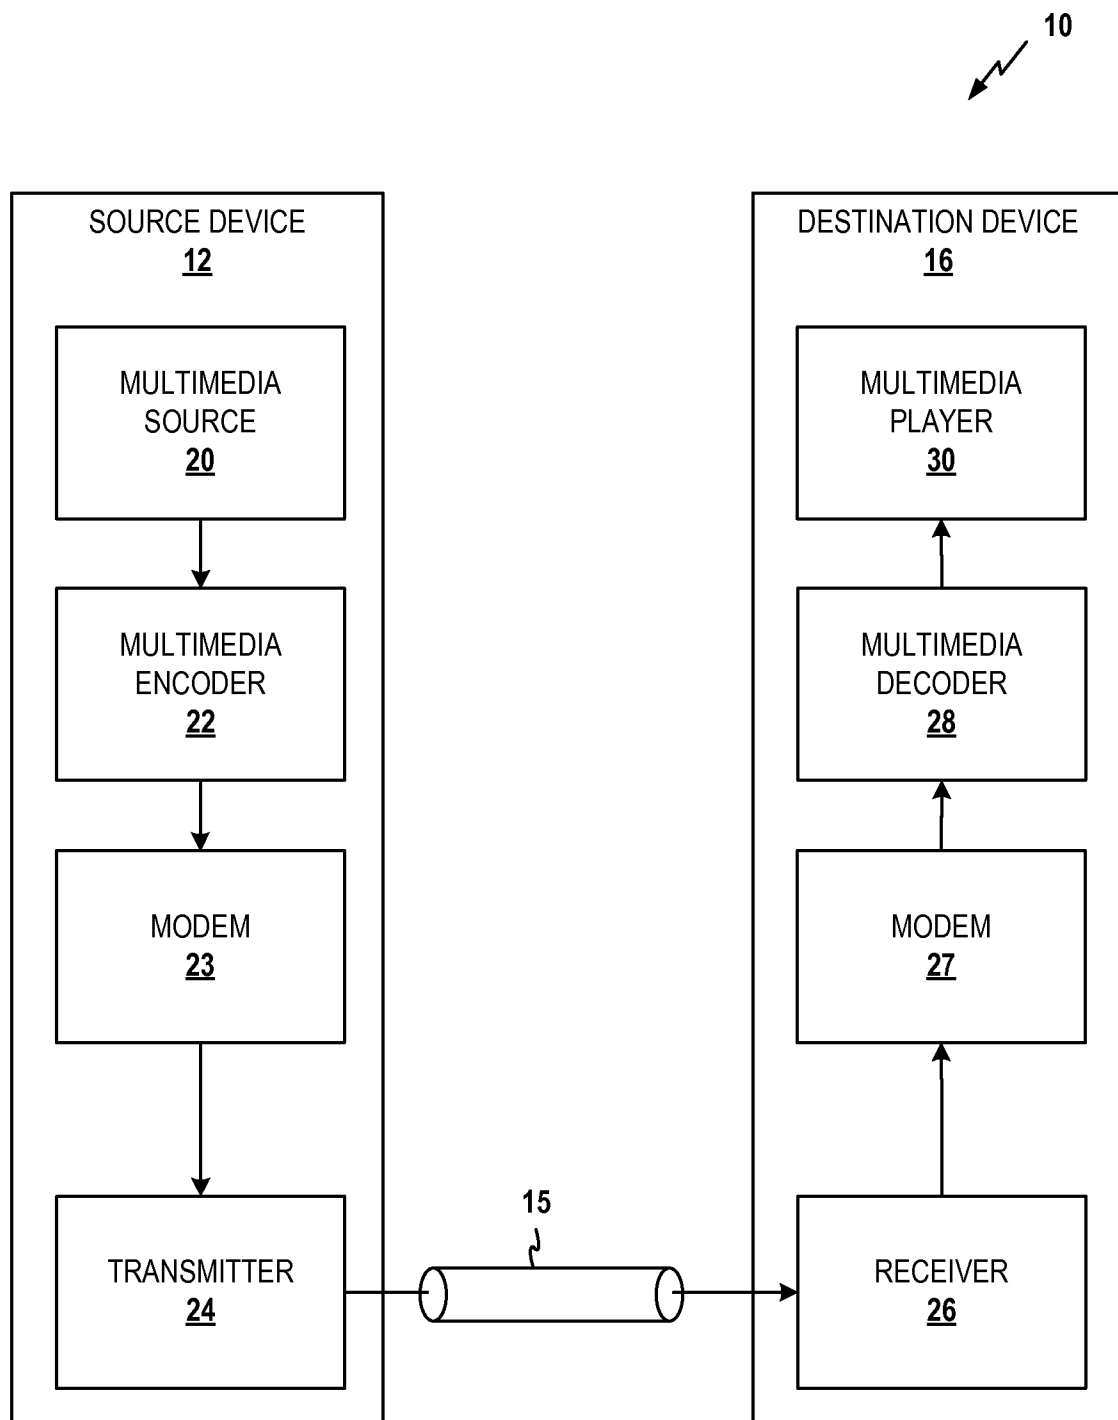 10
SOURCE DEVICE
12
MULTIMEDIA
SOURCE
20
MULTIMEDIA
ENCODER
22
MODEM
23
TRANSMITTER
24
15
DESTINATION DEVICE
16
MULTIMEDIA
PLAYER
30
MULTIMEDIA
DECODER
28
MODEM
27
RECEIVER
26